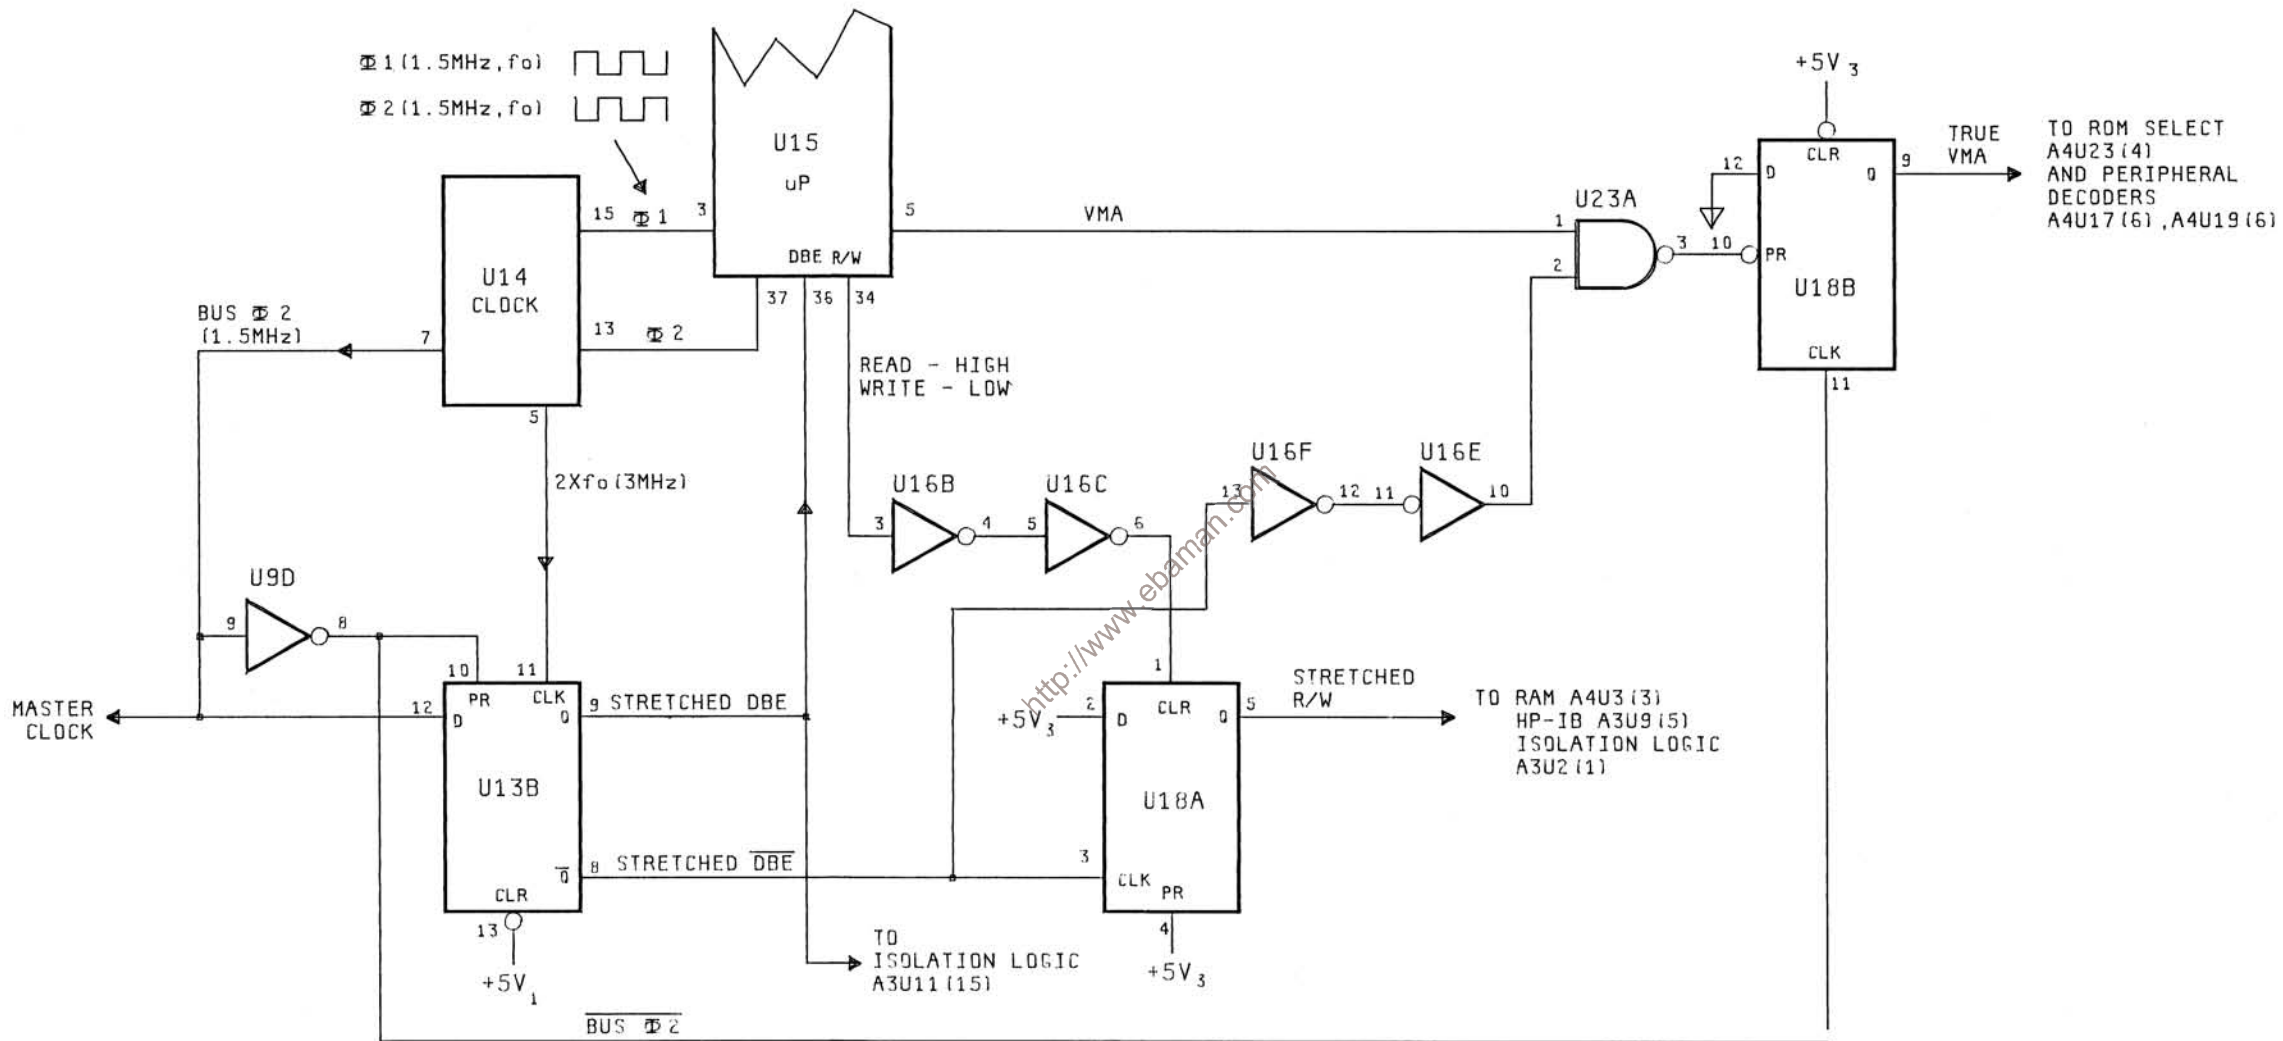 Φ1(1.5MHz,fo)
Φ2(1.5MHz,fo)
U15
uP
DBE R/W
3
5
37
36
34
VMA
U14
CLOCK
15 Φ1
13 Φ2
7
5
BUS Φ2
(1.5MHz)
2Xfo(3MHz)
READ - HIGH
WRITE - LOW
U23A
1
2
3
10
+5V3
12
D
CLR
Q
PR
U18B
CLK
11
9
TRUE
VMA
TO ROM SELECT
A4U23(4)
AND PERIPHERAL
DECODERS
A4U17(6),A4U19(6)
U16B
3
4
U16C
5
6
U16F
13
12
U16E
11
10
U9D
9
8
MASTER
CLOCK
10
11
12
PR
CLK
D
Q
U13B
Q̅
CLR
13
+5V1
9 STRETCHED DBE
8 STRETCHED D̅B̅E̅
TO
ISOLATION LOGIC
A3U11(15)
1
2
+5V3
D
CLR
Q
U18A
3
CLK
PR
4
+5V3
5
STRETCHED
R/W
TO RAM A4U3(3)
HP-IB A3U9(5)
ISOLATION LOGIC
A3U2(1)
B̅U̅S̅ ̅Φ̅2̅
http://www.ebaman.com